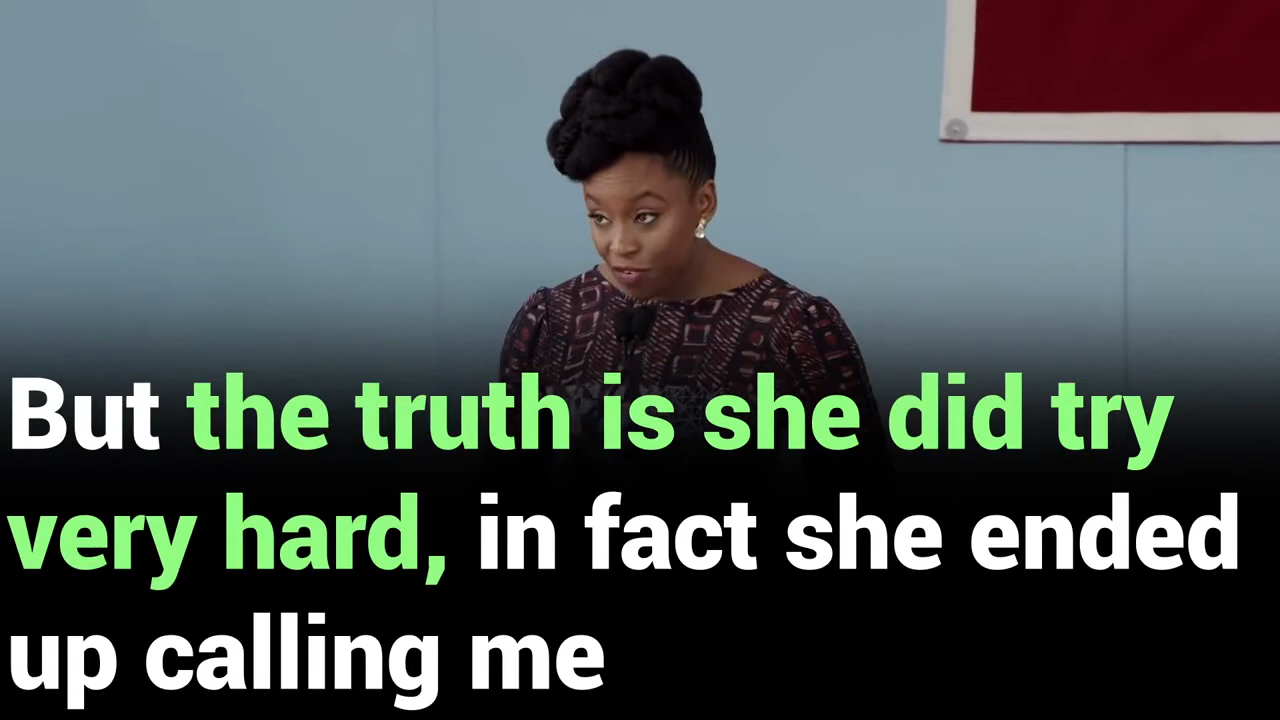 But the truth is she did try
very hard, in fact she ended
up calling me